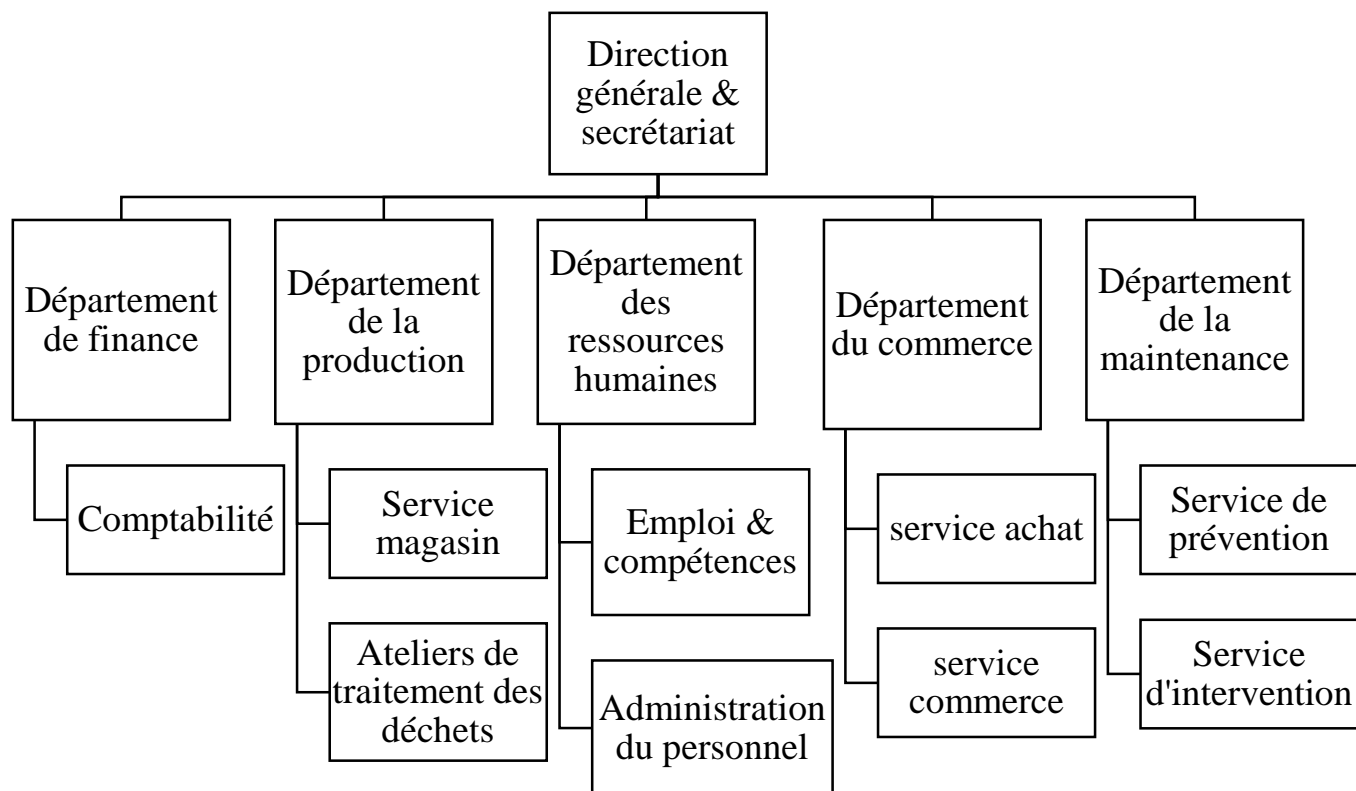 Direction
générale &
secrétariat
Département
de finance
Département
de la
production
Département
des
ressources
humaines
Département
du commerce
Département
de la
maintenance
Comptabilité
Service
magasin
Ateliers de
traitement des
déchets
Emploi &
compétences
Administration
du personnel
service achat
service
commerce
Service de
prévention
Service
d'intervention